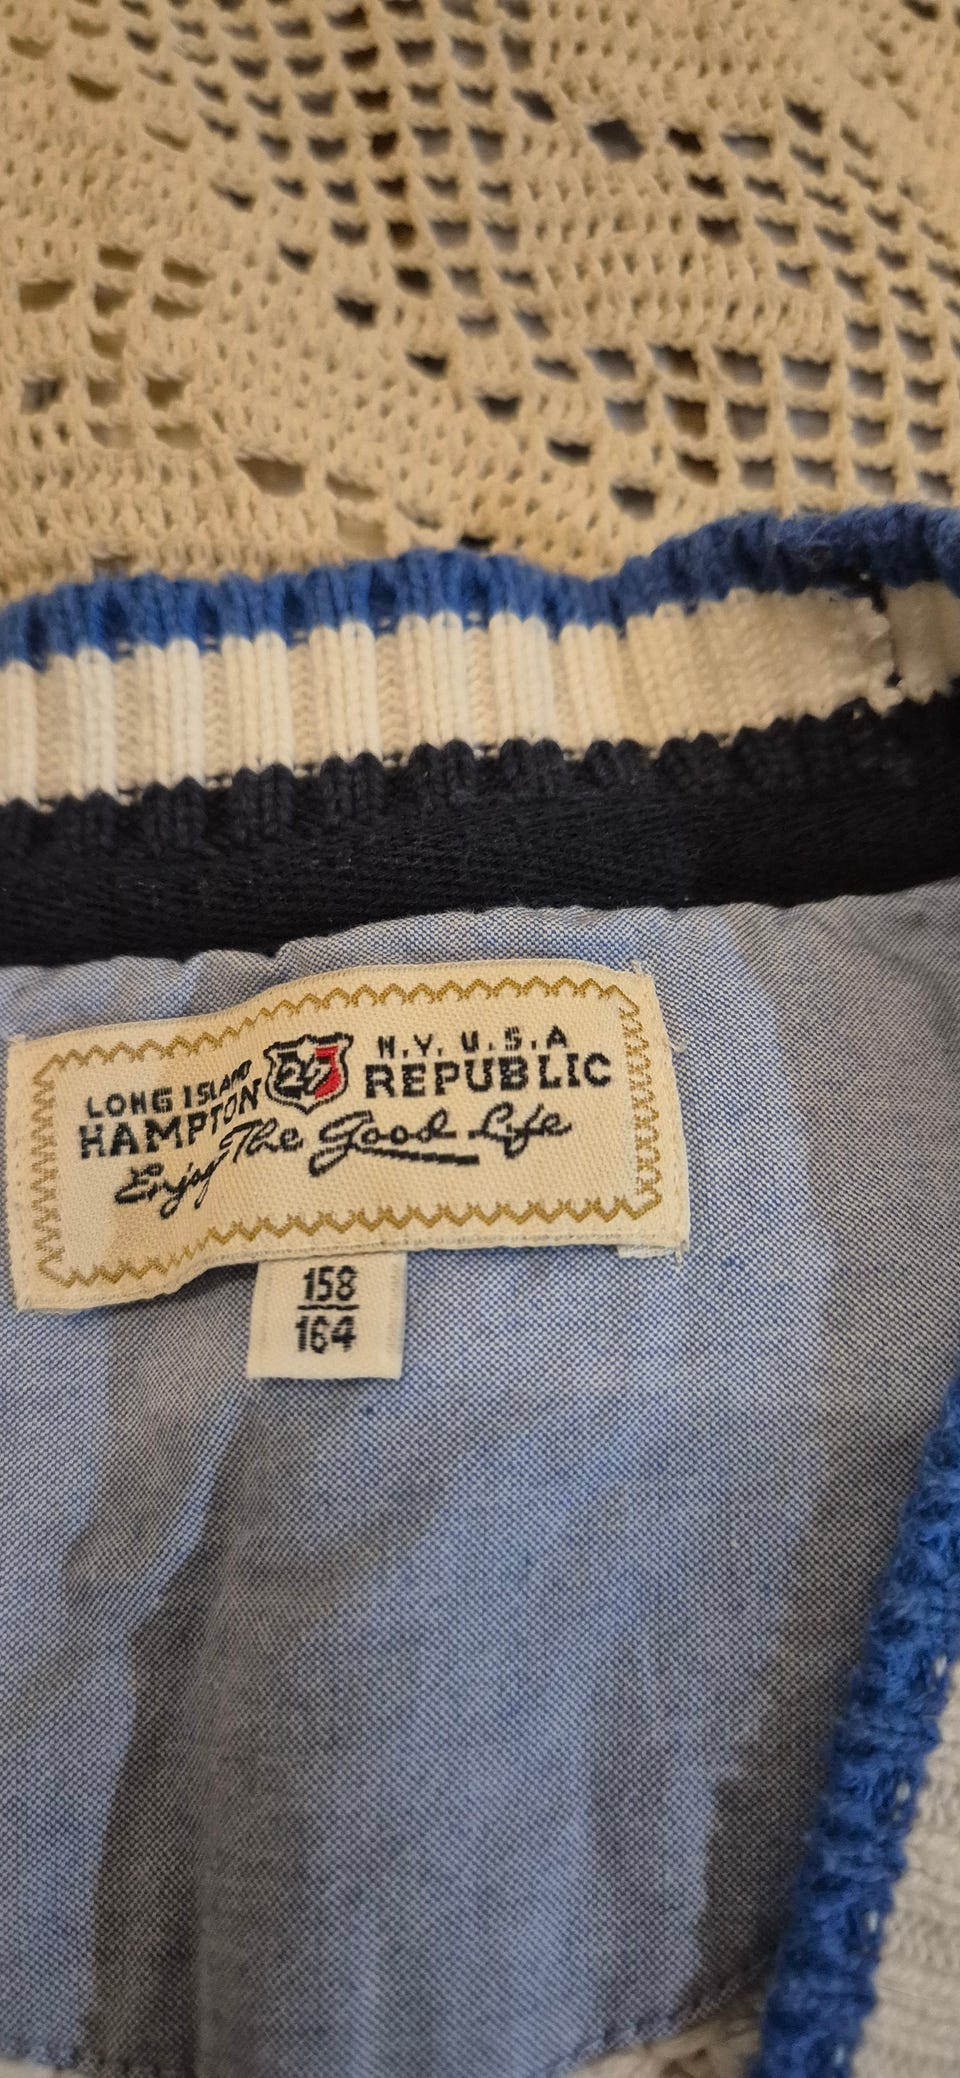 LONG ISLAND 27 N.Y. U.S.A
HAMPTON REPUBLIC
Enjoy The Good Life
158
164